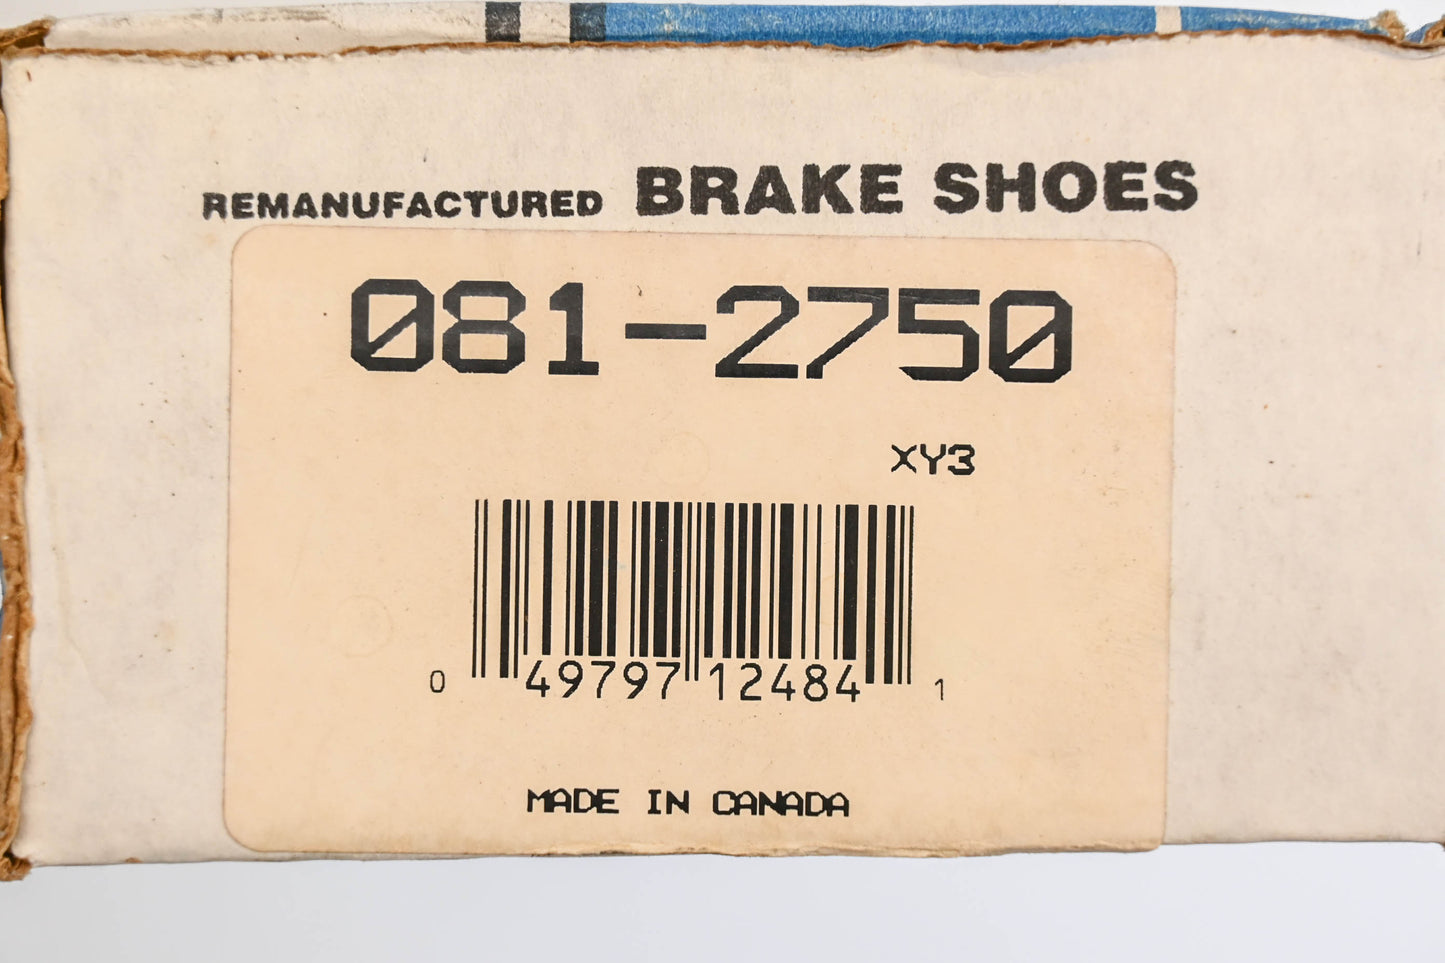 REMANUFACTURED BRAKE SHOES
081-2750
XY3
0 49797 12484 1
MADE IN CANADA